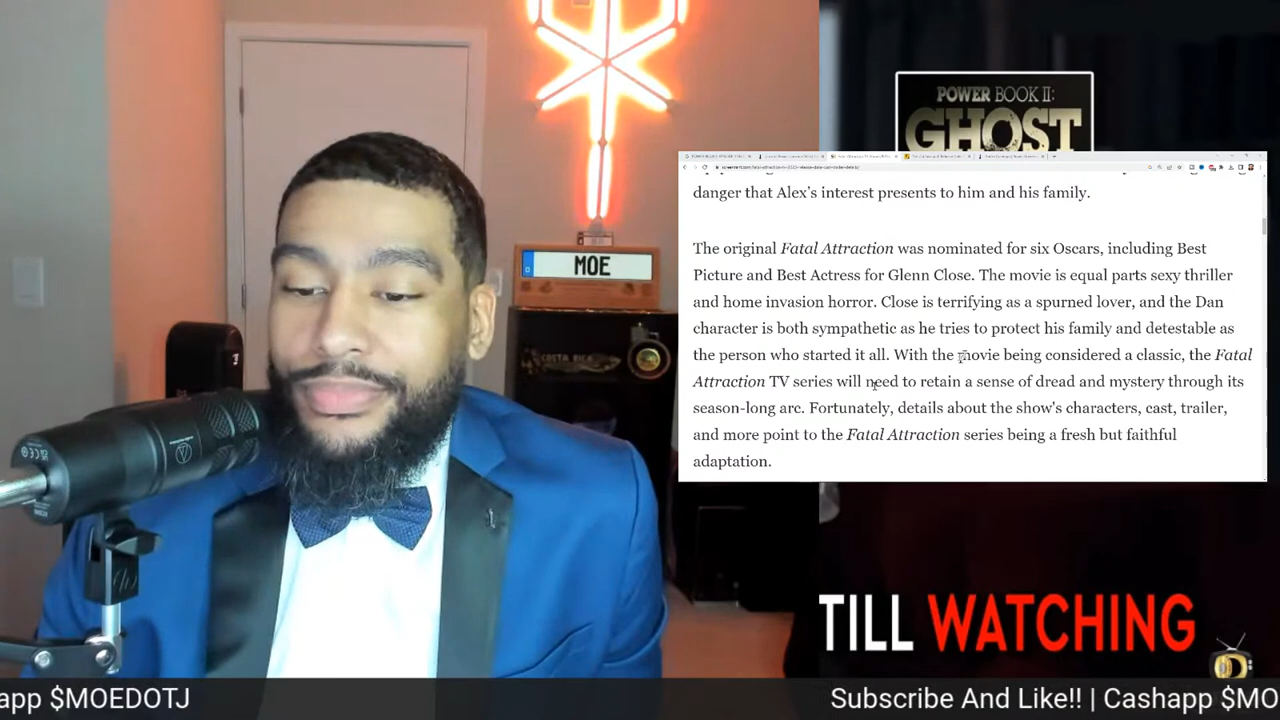 POWER BOOK II:
GHOST
danger that Alex's interest presents to him and his family.
The original Fatal Attraction was nominated for six Oscars, including Best
Picture and Best Actress for Glenn Close. The movie is equal parts sexy thriller
and home invasion horror. Close is terrifying as a spurned lover, and the Dan
character is both sympathetic as he tries to protect his family and detestable as
the person who started it all. With the movie being considered a classic, the Fatal
Attraction TV series will need to retain a sense of dread and mystery through its
season-long arc. Fortunately, details about the show's characters, cast, trailer,
and more point to the Fatal Attraction series being a fresh but faithful
adaptation.
MOE
COSTA RICA
TILL WATCHING
app $MOEDOTJ
Subscribe And Like!! | Cashapp $MO